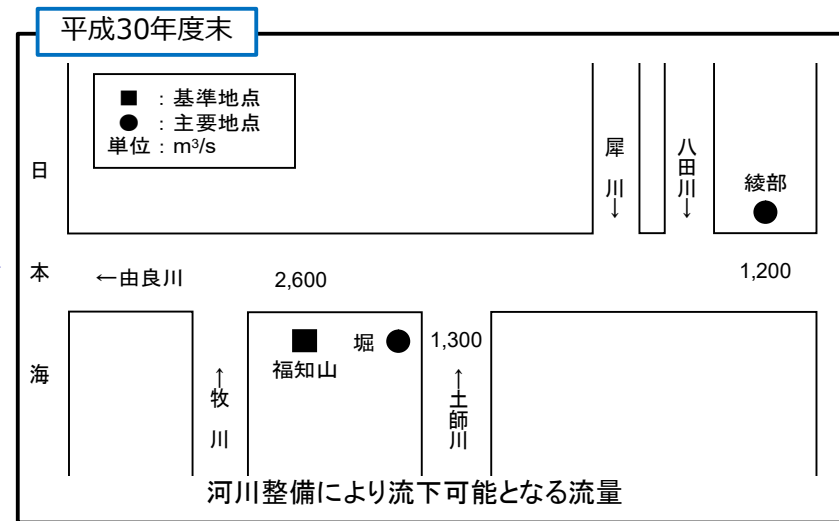 平成30年度末
■ : 基準地点
● : 主要地点
単位 : m³/s
日本海
犀川↓
八田川↓
綾部
←由良川
2,600
1,200
福知山
堀
1,300
↑牧川
↑土師川
河川整備により流下可能となる流量